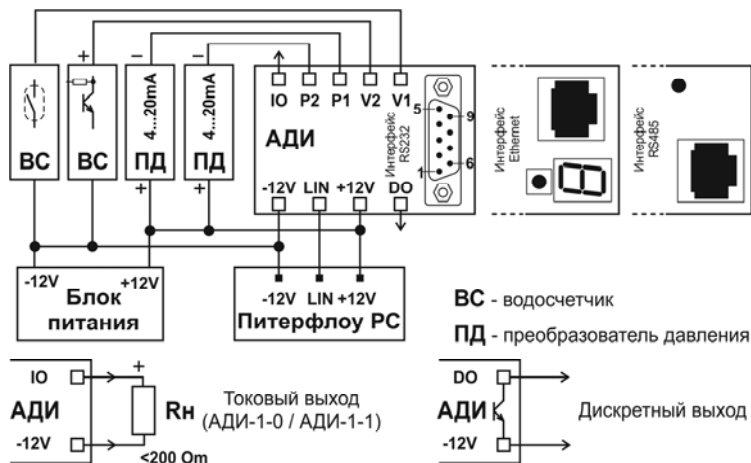 + − −
ВС
ВС
4...20mA
ПД
4...20mA
ПД
+ +
IO P2 P1 V2 V1
АДИ
Интерфейс
RS232
5 9
1 6
-12V LIN +12V DO
Интерфейс
Ethernet
Интерфейс
RS485
-12V +12V
Блок
питания
-12V LIN +12V
Питерфлоу РС
ВС - водосчетчик
ПД - преобразователь давления
IO
АДИ
-12V
+
Rн
<200 Om
Токовый выход
(АДИ-1-0 / АДИ-1-1)
DO
АДИ
-12V
Дискретный выход